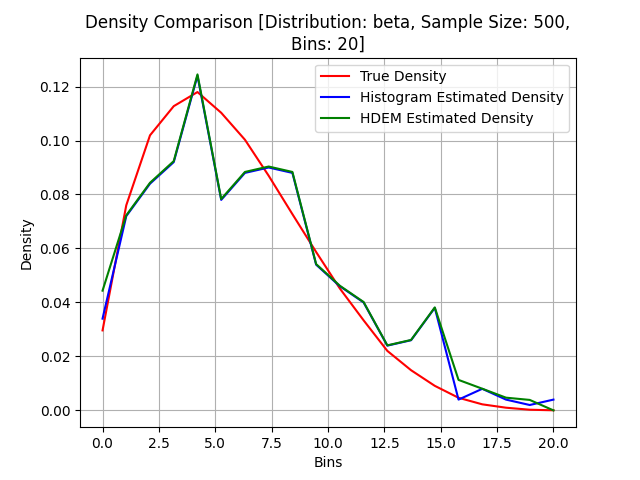 Density Comparison [Distribution: beta, Sample Size: 500,
Bins: 20]
True Density
Histogram Estimated Density
HDEM Estimated Density
Density
0.12
0.10
0.08
0.06
0.04
0.02
0.00
0.0 2.5 5.0 7.5 10.0 12.5 15.0 17.5 20.0
Bins